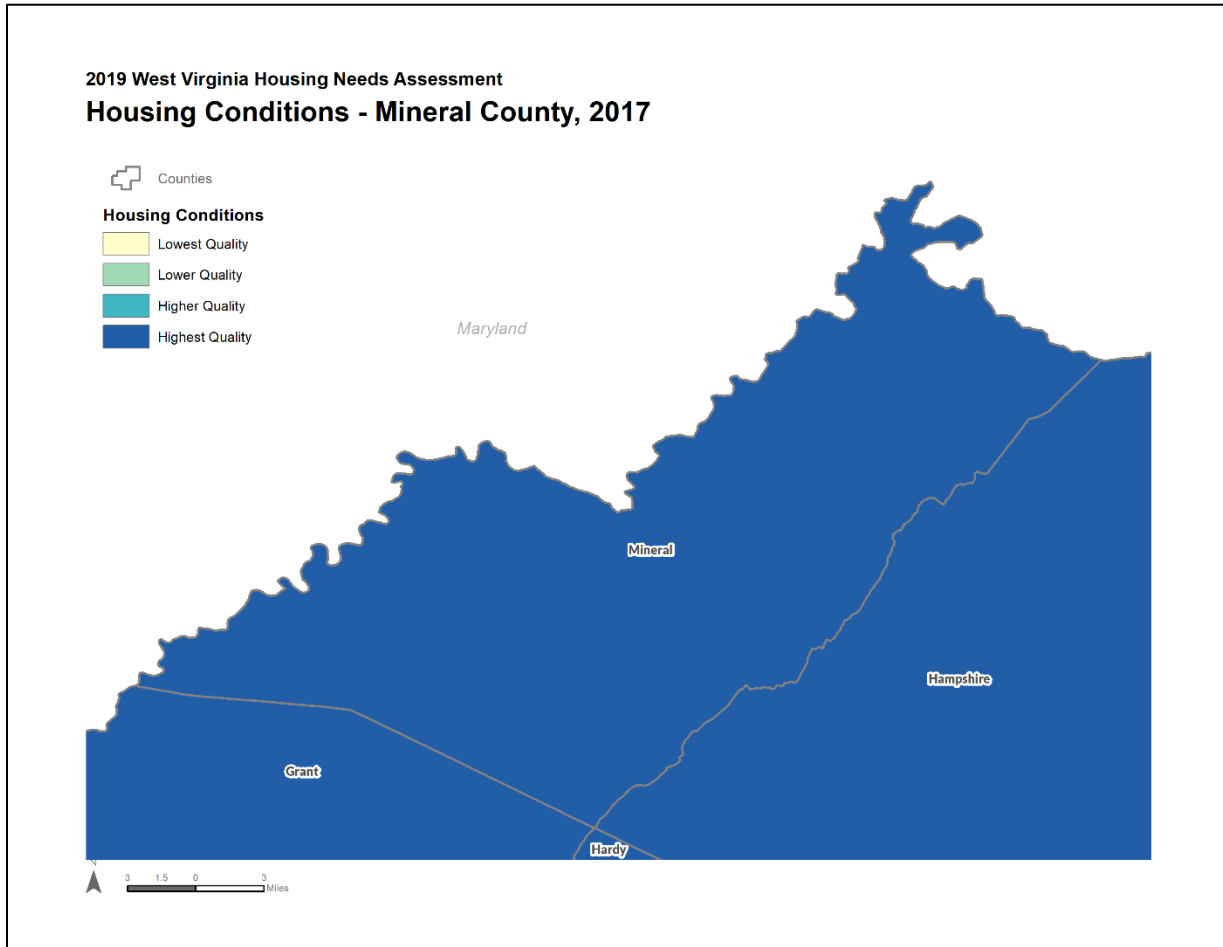 2019 West Virginia Housing Needs Assessment
Housing Conditions - Mineral County, 2017
Counties
Housing Conditions
Lowest Quality
Lower Quality
Higher Quality
Highest Quality
Maryland
Mineral
Hampshire
Grant
Hardy
N
3 1.5 0 3
Miles